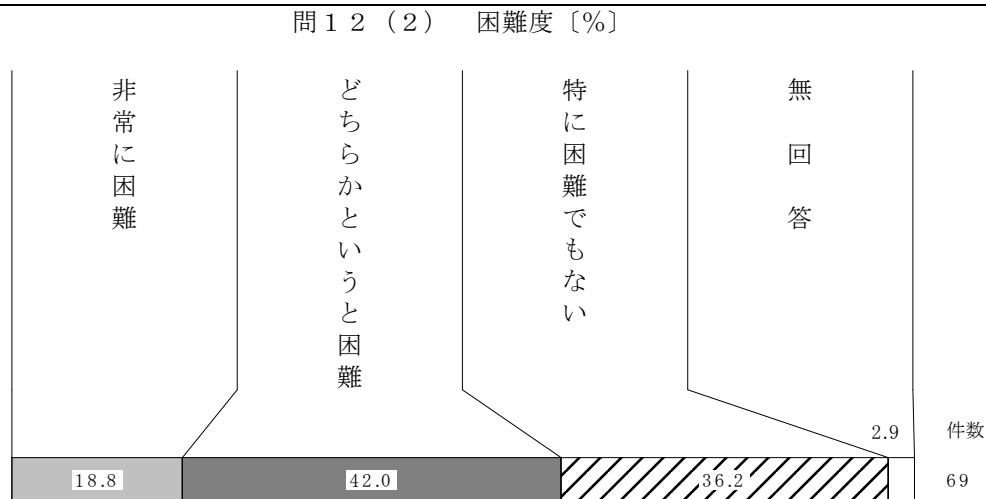 問１２（２）　困難度〔%〕
非常に困難
どちらかというと困難
特に困難でもない
無回答
2.9
件数
18.8
42.0
36.2
69